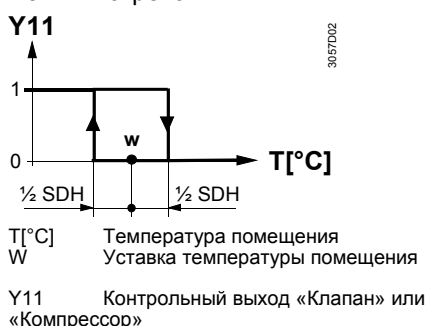 Y11
3057D02
1
w
0
T[°C]
½ SDH ½ SDH
T[°C] Температура помещения
W Уставка температуры помещения
Y11 Контрольный выход «Клапан» или
«Компрессор»